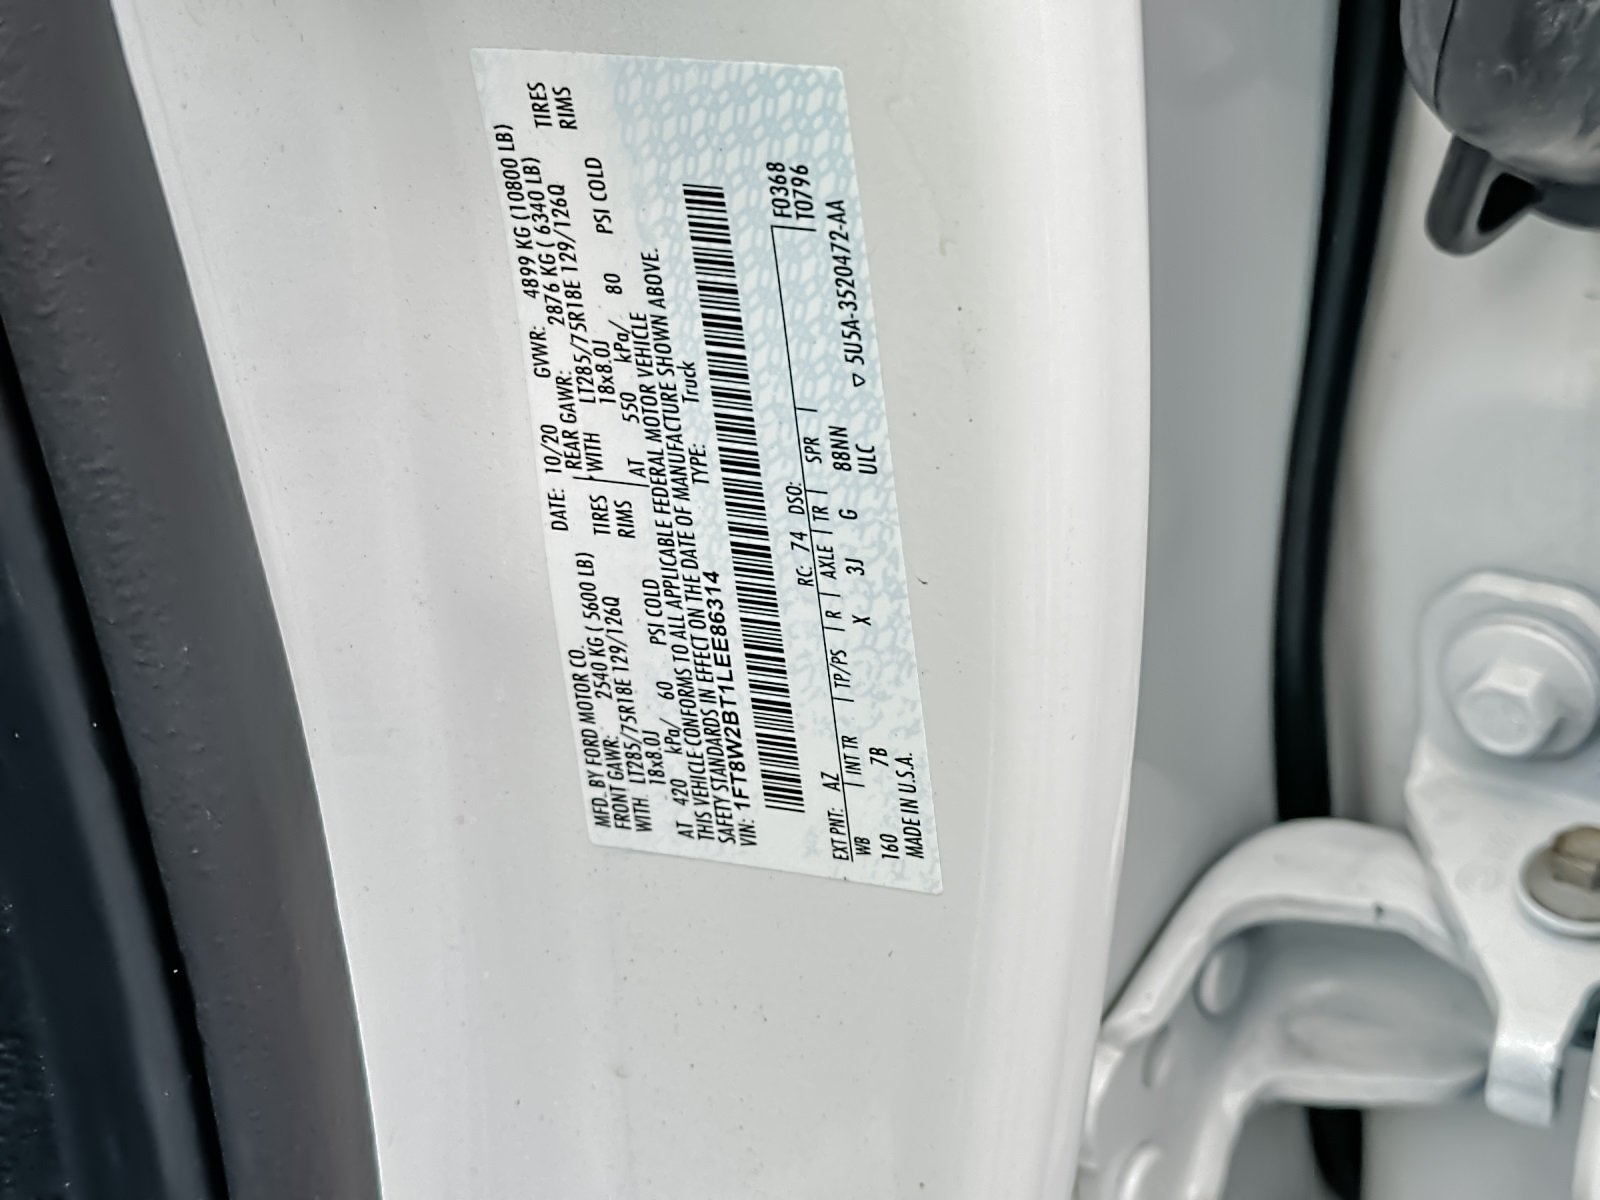 MFD. BY FORD MOTOR CO.
DATE: 10/20 GVWR: 4899 KG (10800 LB)
FRONT GAWR: 2540 KG ( 5600 LB) REAR GAWR: 2876 KG ( 6340 LB)
WITH LT285/75R18E 129/126Q TIRES WITH LT285/75R18E 129/126Q TIRES
18x8.0J RIMS 18x8.0J RIMS
AT 420 kPa/ 60 PSI COLD AT 550 kPa/ 80 PSI COLD
THIS VEHICLE CONFORMS TO ALL APPLICABLE FEDERAL MOTOR VEHICLE
SAFETY STANDARDS IN EFFECT ON THE DATE OF MANUFACTURE SHOWN ABOVE.
VIN: 1FT8W2BT1LEE86314 TYPE: Truck
F0368
T0796
EXT PNT: AZ RC: 74 DSO:
WB INT TR TP/PS R AXLE TR SPR
160 7B X 3J G 88NN
ULC
MADE IN U.S.A. ▽ 5U5A-3520472-AA